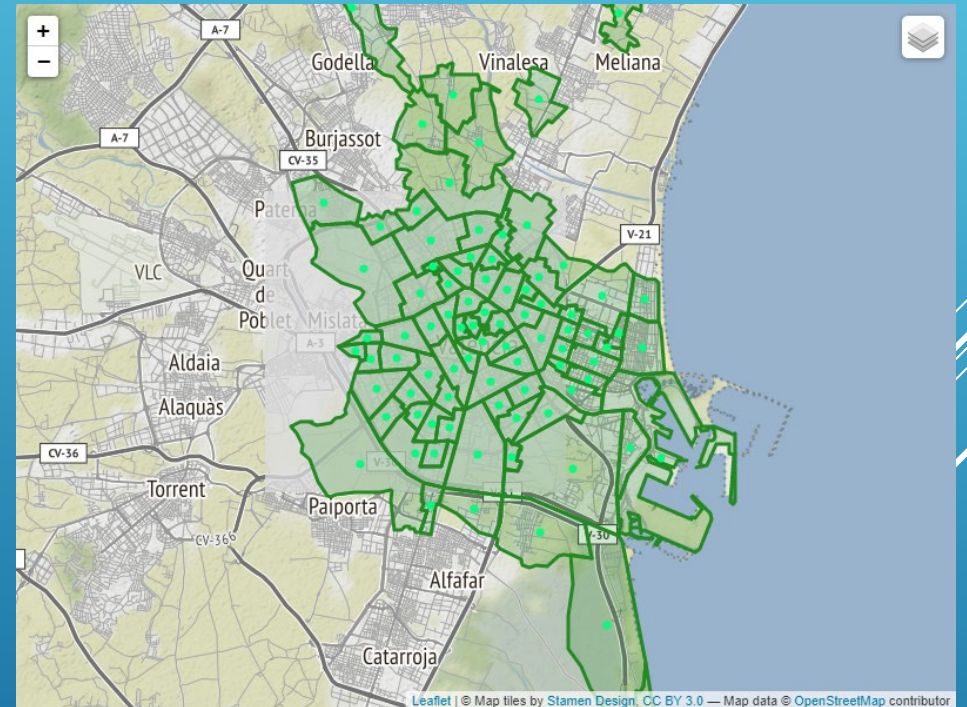 +
−
A-7
Godella
Vinalesa
Meliana
A-7
Burjassot
CV-35
Paterna
V-21
VLC
Quart
de
Poblet
Mislata
A-3
Aldaia
Alaquàs
CV-36
Torrent
Paiporta
CV-366
V-30
Alfafar
Catarroja
Leaflet | © Map tiles by Stamen Design, CC BY 3.0 — Map data © OpenStreetMap contributor